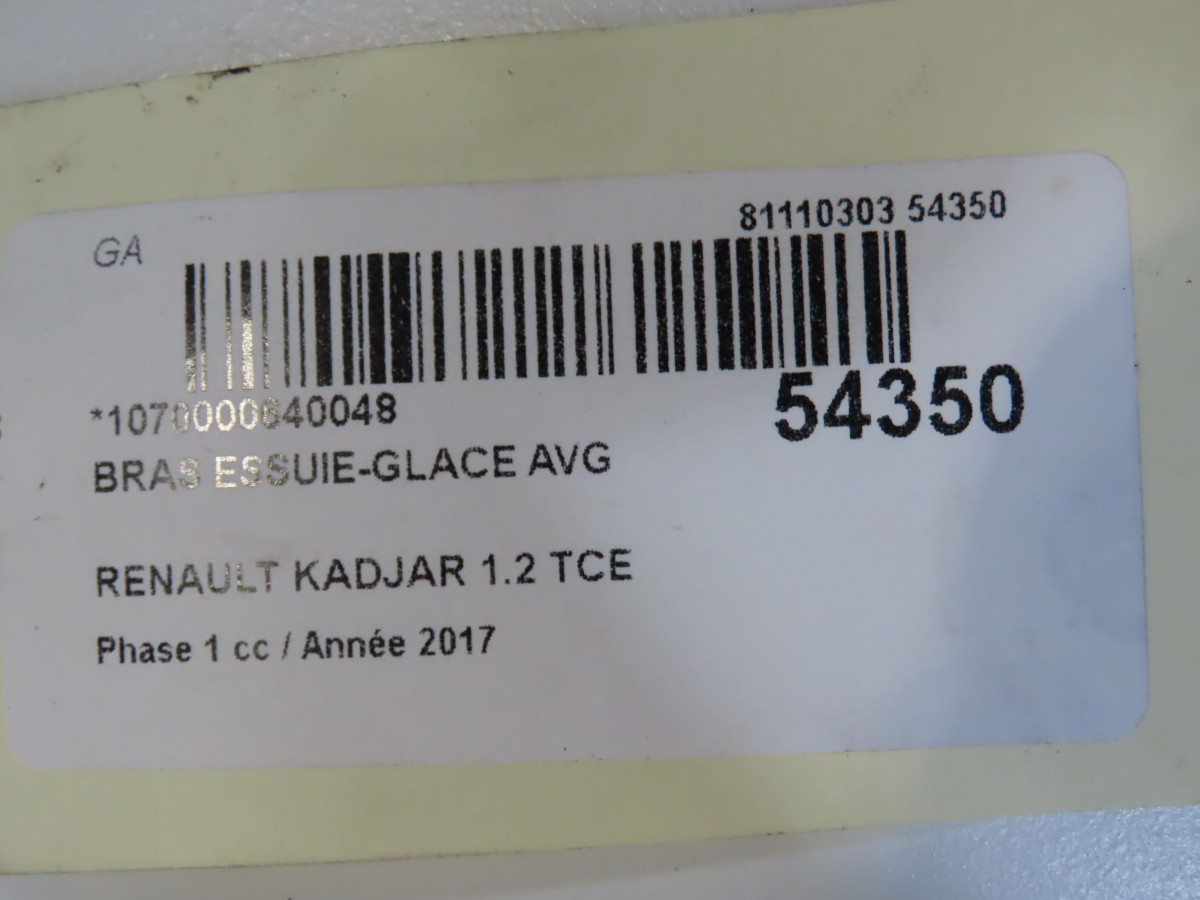 GA
81110303 54350
*1070000640048
54350
BRAS ESSUIE-GLACE AVG
RENAULT KADJAR 1.2 TCE
Phase 1 cc / Année 2017